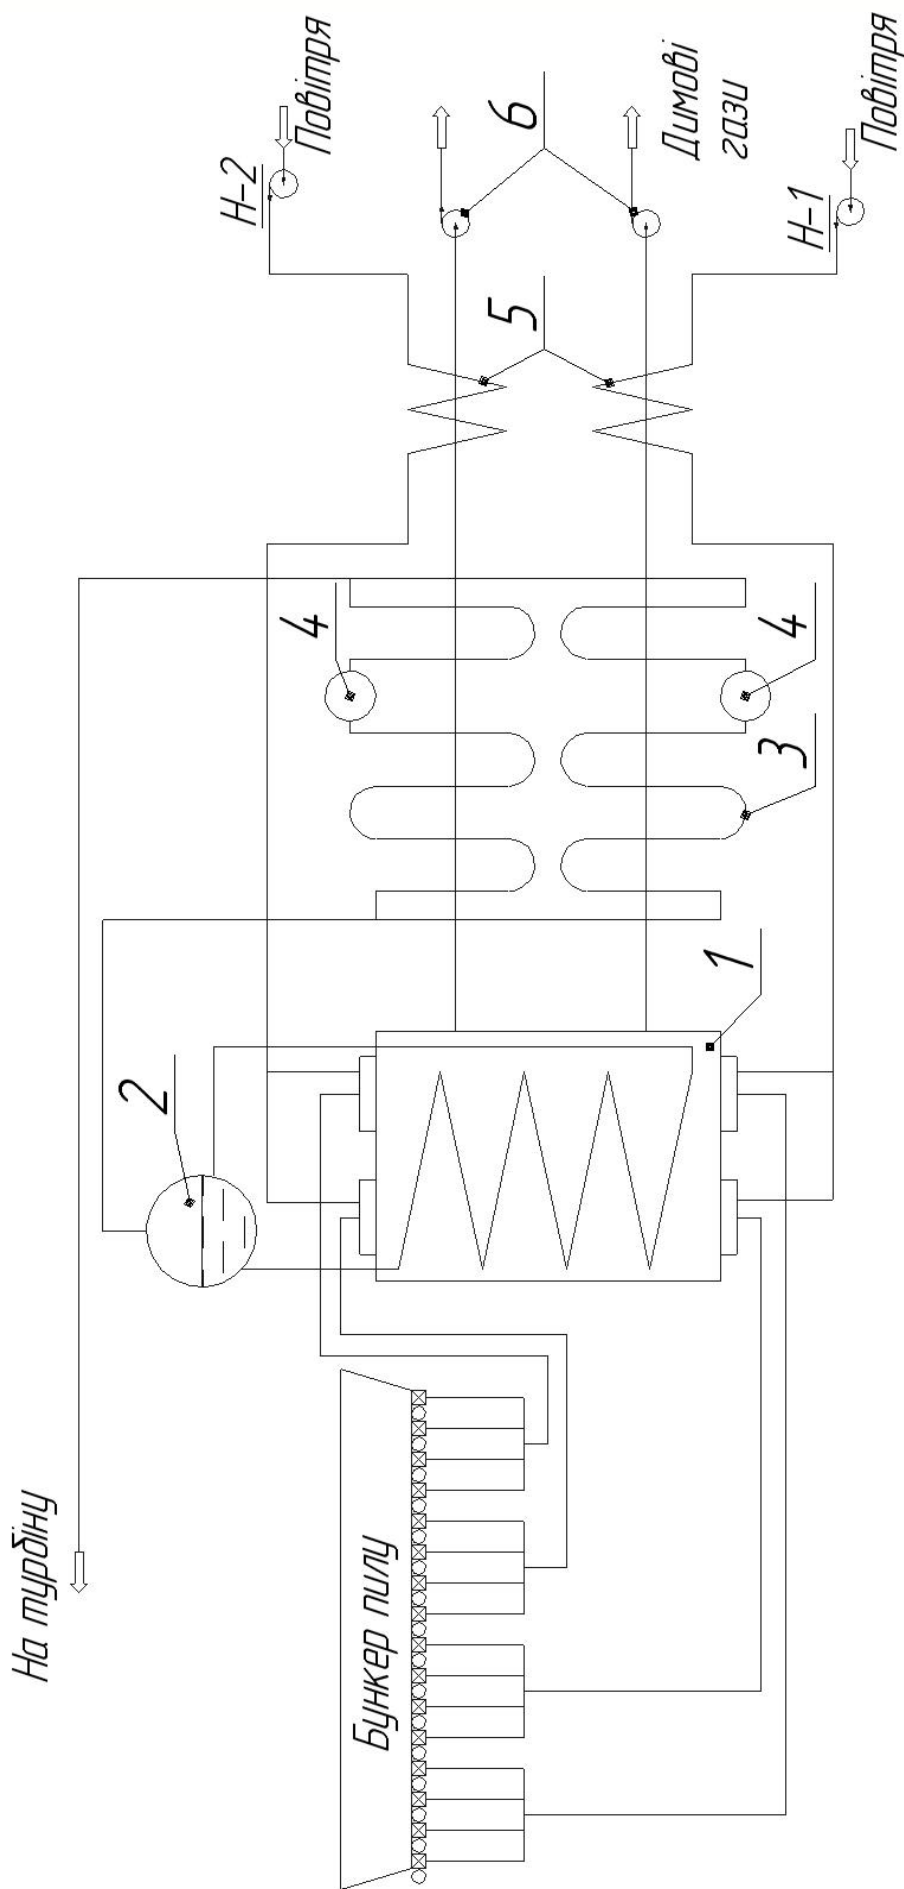 На турбіну
Бункер пилу
2
1
3
4
4
5
6
Н-2
Повітря
Димові
гази
Н-1
Повітря